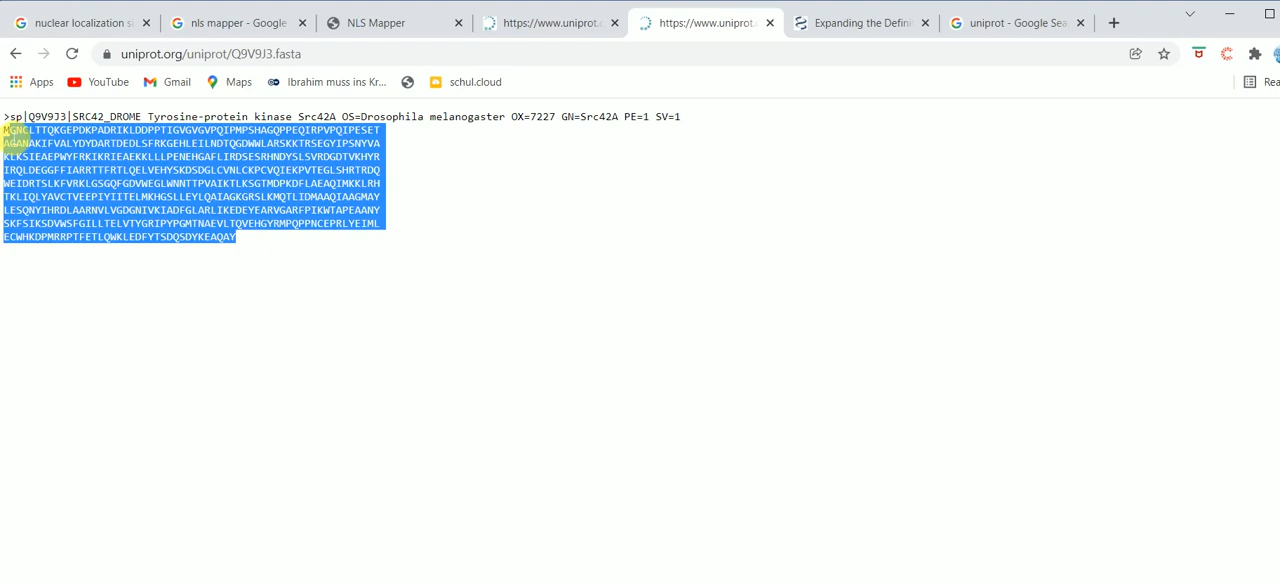 nuclear localization si
nls mapper - Google
NLS Mapper
https://www.uniprot.o
https://www.uniprot.
Expanding the Defini
uniprot - Google Sea
uniprot.org/uniprot/Q9V9J3.fasta
Apps
YouTube
Gmail
Maps
Ibrahim muss ins Kr...
schul.cloud
Rea
>sp|Q9V9J3|SRC42_DROME Tyrosine-protein kinase Src42A OS=Drosophila melanogaster OX=7227 GN=Src42A PE=1 SV=1
MGNCLTTQKGEPDKPADRIKLDDPPTIGVGVGVPQIPMPSHAGQPPEQIRPVPQIPESET
AGANAKIFVALYDYDARTDEDLSFRKGEHLEILNDTQGDWWLARSKKTRSEGYIPSNYVA
KLKSIEAEPWYFRKIKRIEAEKKLLLPENEHGAFLIRDSESRHNDYSLSVRDGDTVKHYR
IRQLDEGGFFIARRTTFRTLQELVEHYSKDSDGLCVNLCKPCVQIEKPVTEGLSHRTRDQ
WEIDRTSLKFVRKLGSGQFGDVWEGLWNNTTPVAIKTLKSGTMDPKDFLAEAQIMKKLRH
TKLIQLYAVCTVEEPIYIITELMKHGSLLEYLQAIAGKGRSLKMQTLIDMAAQIAAGMAY
LESQNYIHRDLAARNVLVGDGNIVKIADFGLARLIKEDEYEARVGARFPIKWTAPEAANY
SKFSIKSDVWSFGILLTELVTYGRIPYPGMTNAEVLTQVEHGYRMPQPPNCEPRLYEIML
ECWHKDPMRRPTFETLQWKLEDFYTSDQSDYKEAQAY